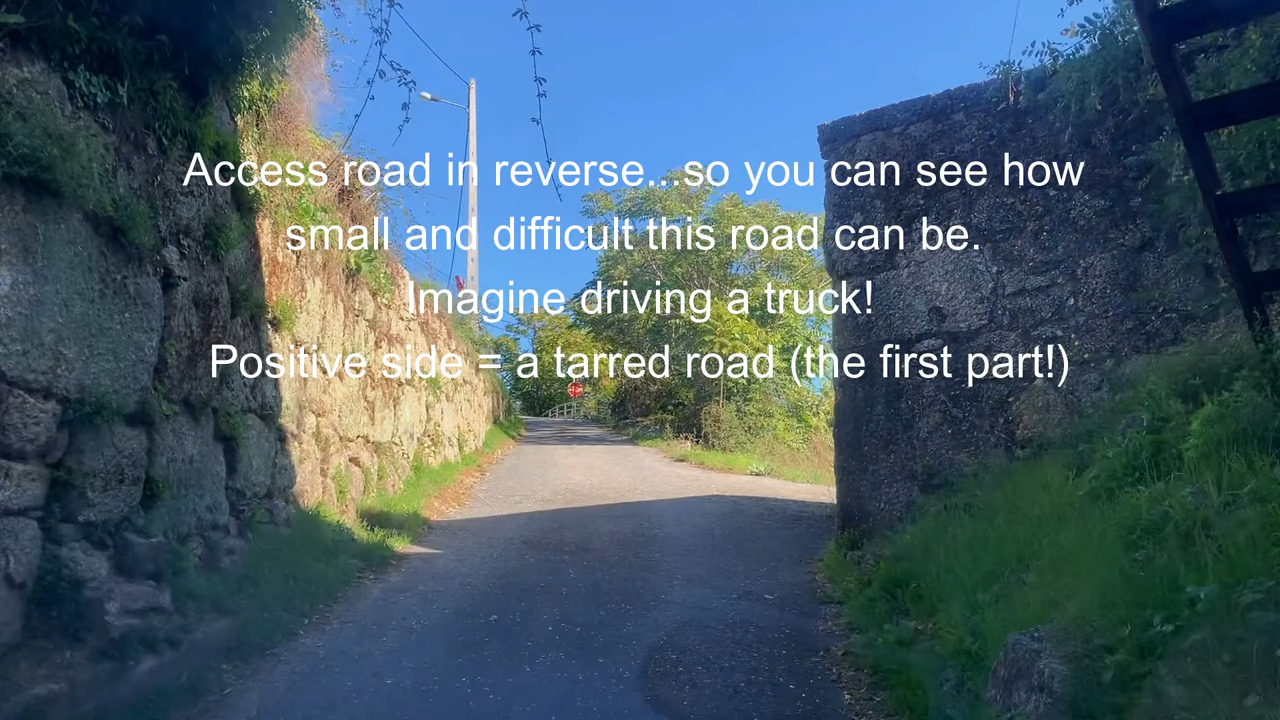 Access road in reverse...so you can see how
small and difficult this road can be.
Imagine driving a truck!
Positive side = a tarred road (the first part!)